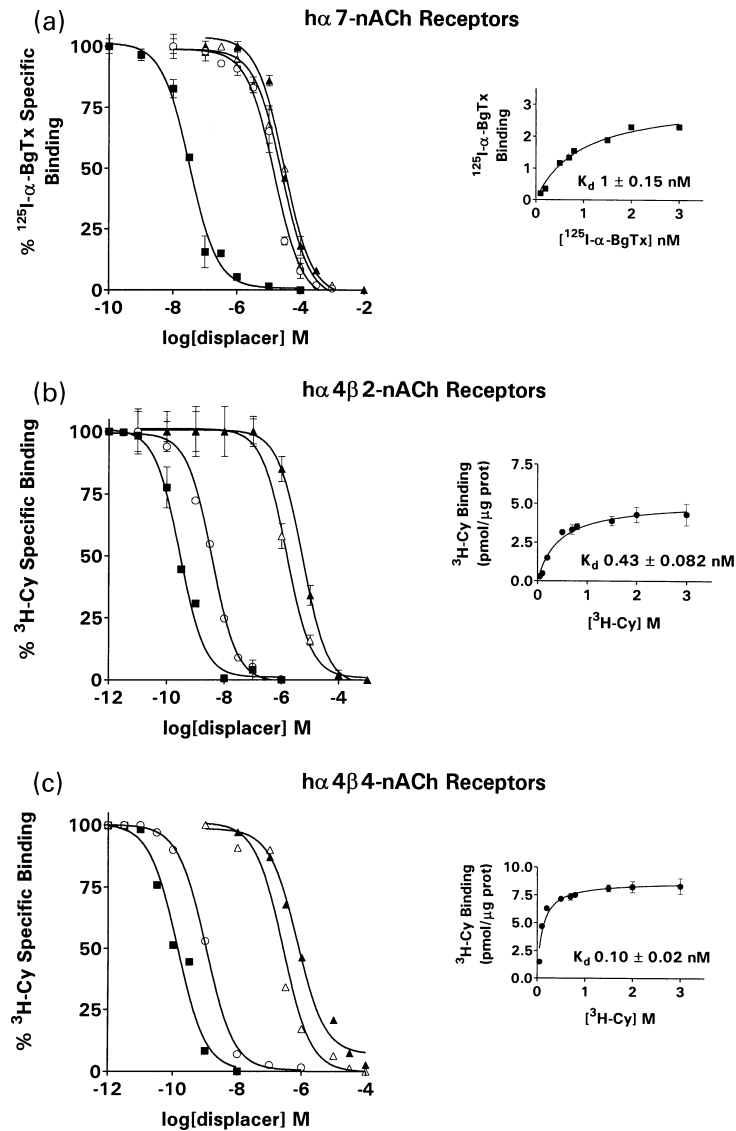 (a)
hα7-nACh Receptors
% ¹²⁵I-α-BgTx Specific
Binding
100
75
50
25
0
-10
-8
-6
-4
-2
log[displacer] M
¹²⁵I-α-BgTx
Binding
3
2
1
0
K_d 1 ± 0.15 nM
0
1
2
3
[¹²⁵I-α-BgTx] nM
(b)
hα4β2-nACh Receptors
% ³H-Cy Specific Binding
100
75
50
25
0
-12
-10
-8
-6
-4
log[displacer] M
³H-Cy Binding
(pmol/µg prot)
7.5
5.0
2.5
0.0
K_d 0.43 ± 0.082 nM
0
1
2
3
[³H-Cy] M
(c)
hα4β4-nACh Receptors
% ³H-Cy Specific Binding
100
75
50
25
0
-12
-10
-8
-6
-4
log[displacer] M
³H-Cy Binding
(pmol/µg prot)
10.0
7.5
5.0
2.5
0.0
K_d 0.10 ± 0.02 nM
0
1
2
3
[³H-Cy] M